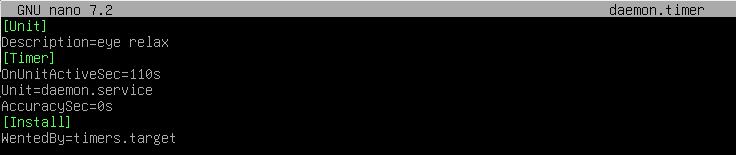 GNU nano 7.2 daemon.timer
[Unit]
Description=eye relax
[Timer]
OnUnitActiveSec=110s
Unit=daemon.service
AccuracySec=0s
[Install]
WentedBy=timers.target